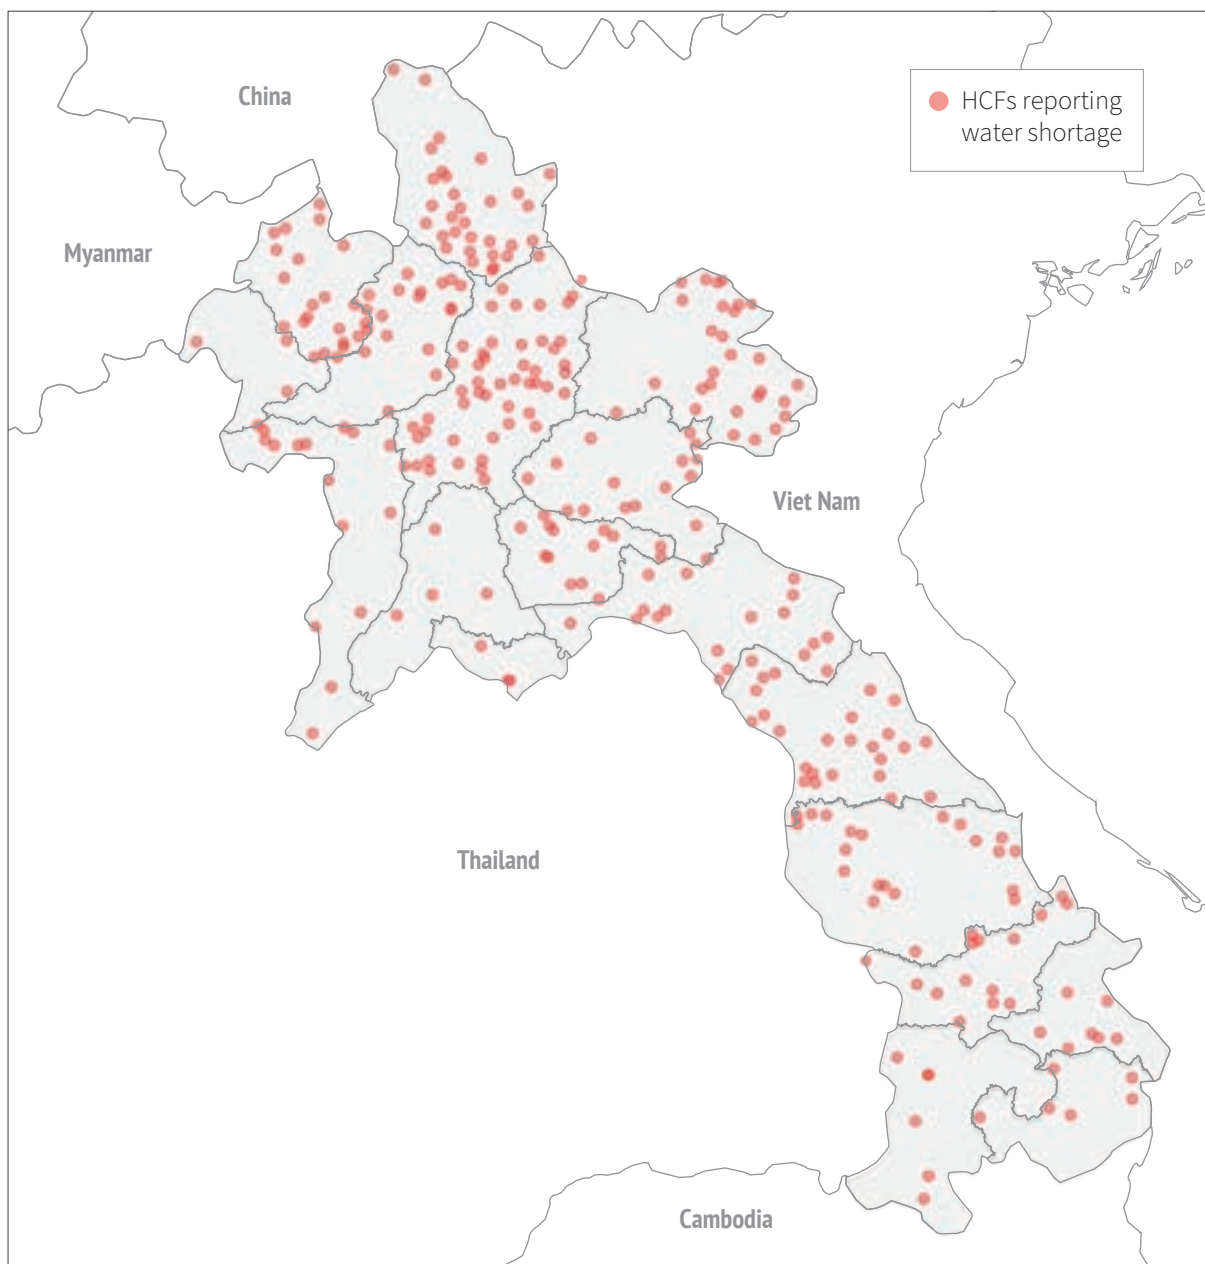 China
HCFs reporting
water shortage
Myanmar
Viet Nam
Thailand
Cambodia